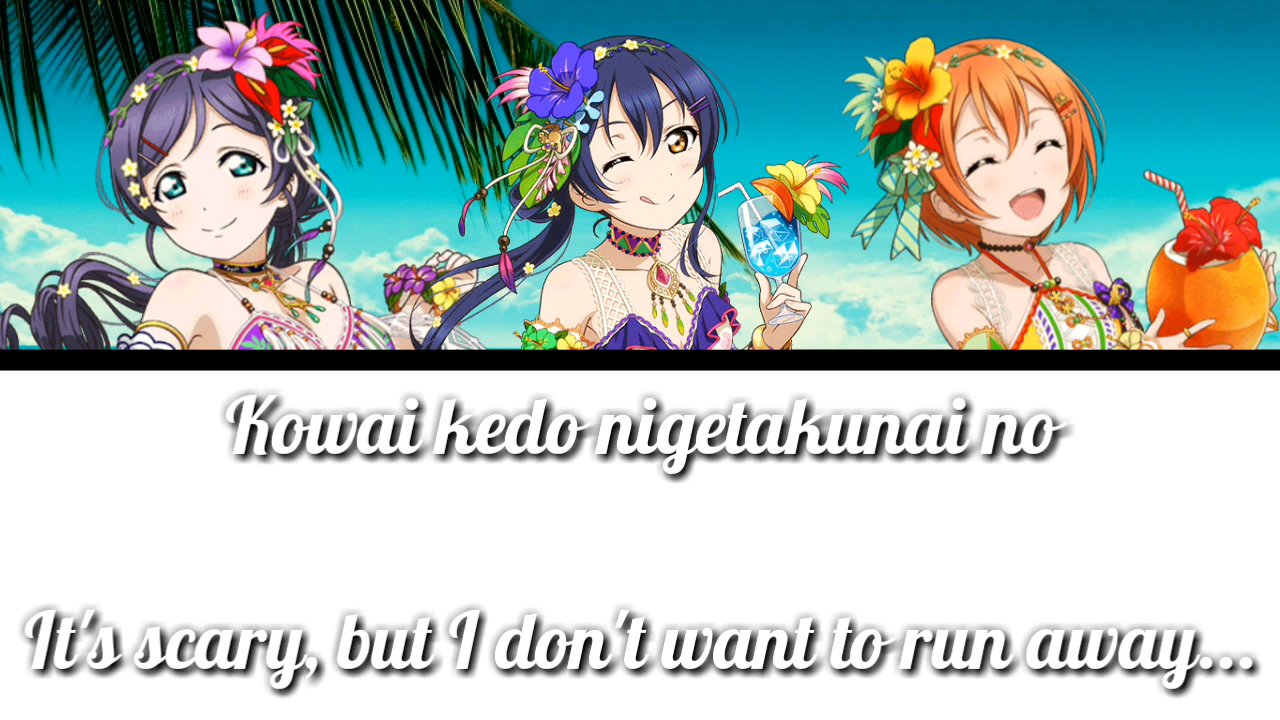 Kowai kedo nigetakunai no
It's scary, but I don't want to run away...